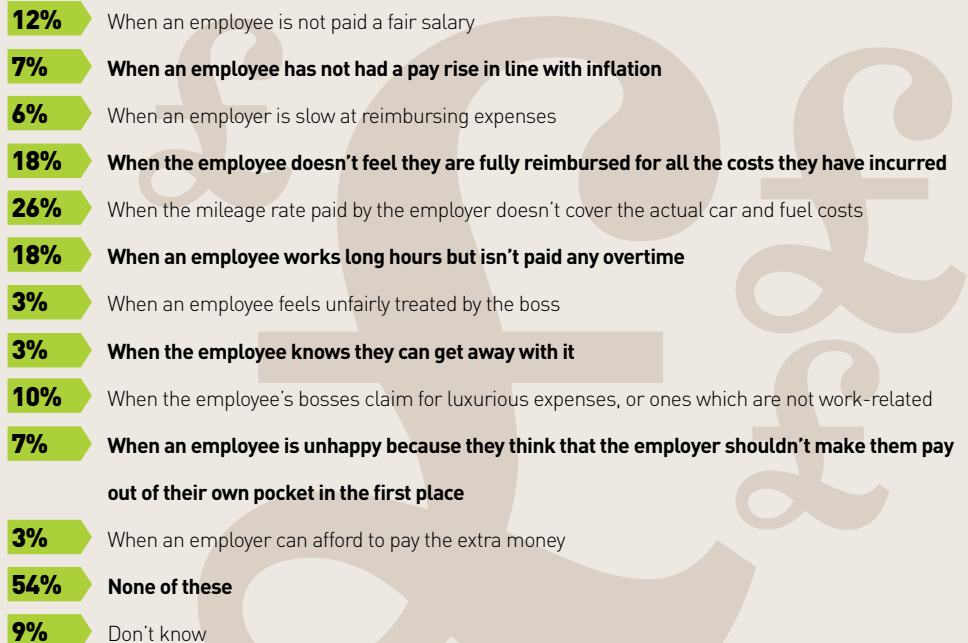 12% When an employee is not paid a fair salary
7% When an employee has not had a pay rise in line with inflation
6% When an employer is slow at reimbursing expenses
18% When the employee doesn't feel they are fully reimbursed for all the costs they have incurred
26% When the mileage rate paid by the employer doesn't cover the actual car and fuel costs
18% When an employee works long hours but isn't paid any overtime
3% When an employee feels unfairly treated by the boss
3% When the employee knows they can get away with it
10% When the employee's bosses claim for luxurious expenses, or ones which are not work-related
7% When an employee is unhappy because they think that the employer shouldn't make them pay
out of their own pocket in the first place
3% When an employer can afford to pay the extra money
54% None of these
9% Don't know